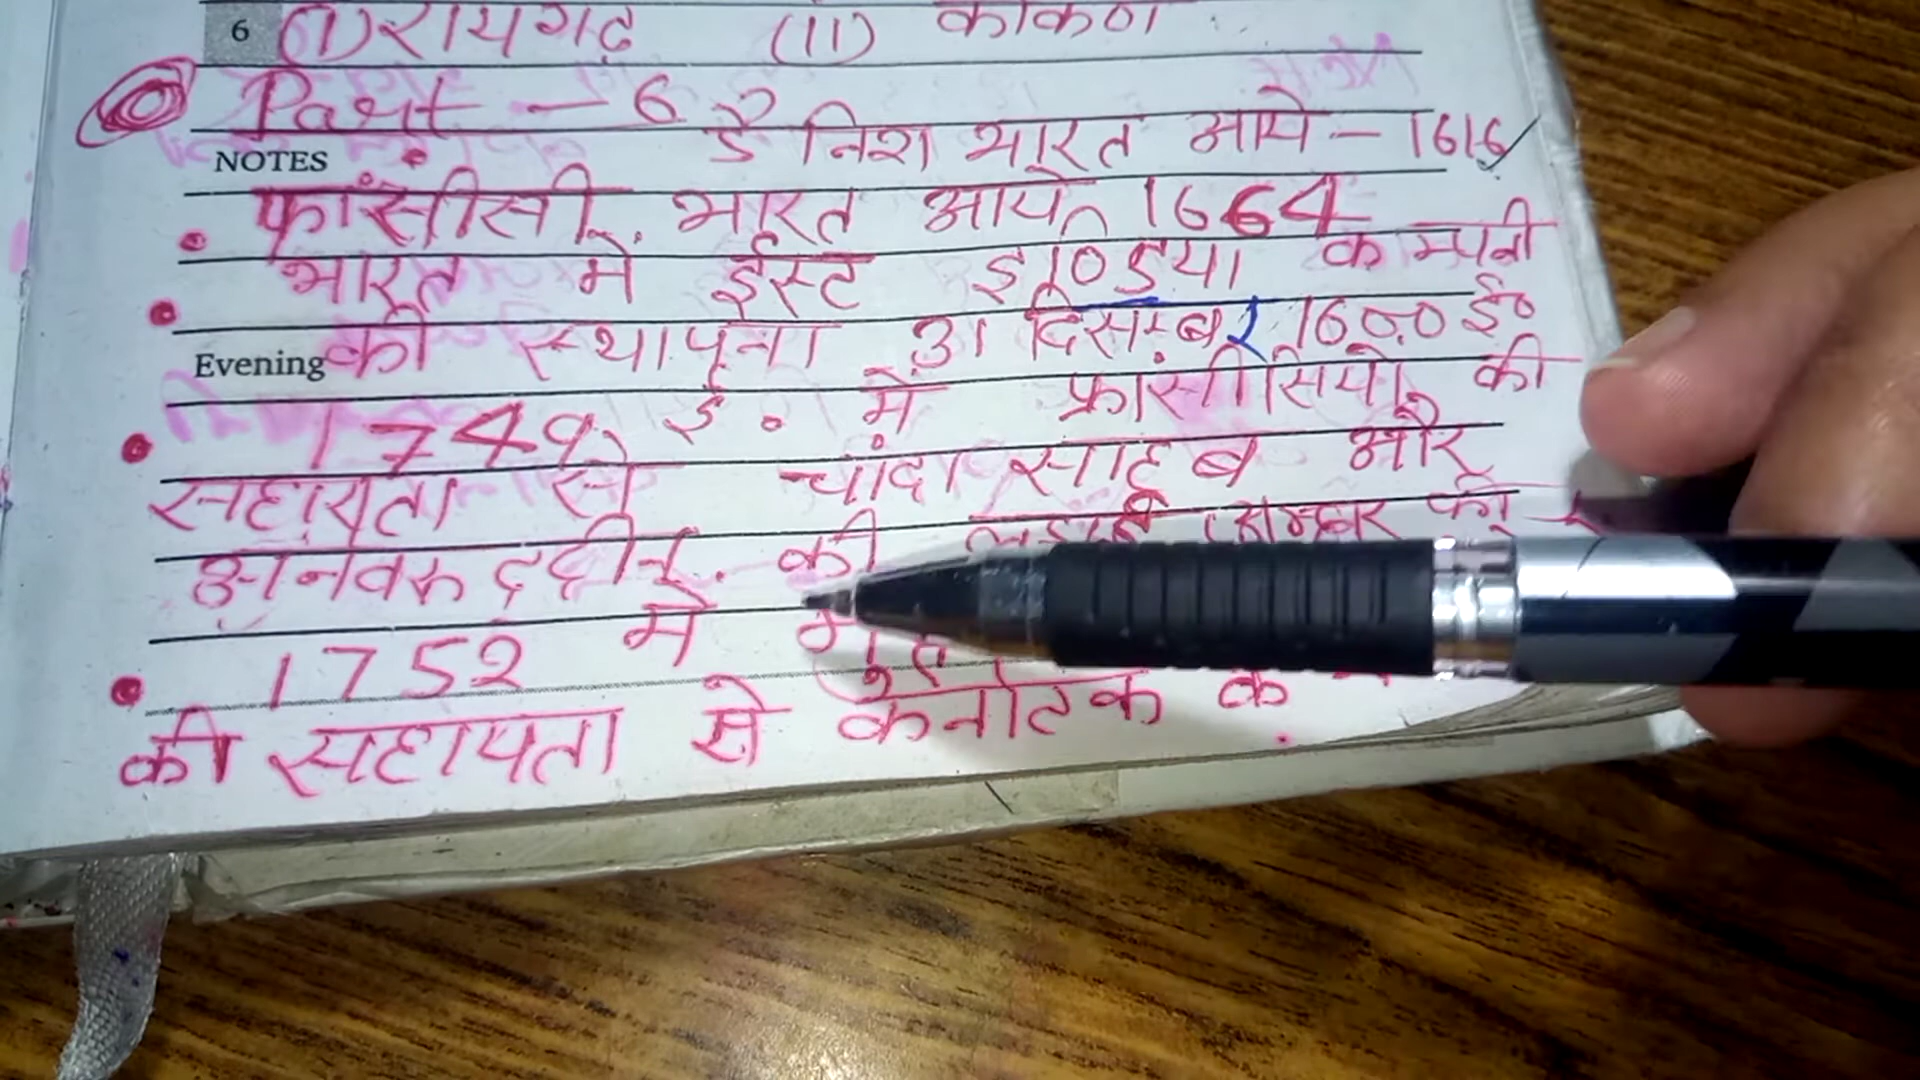 6 (i) रायगढ़ (ii) कोंकण
Part - 6
NOTES डेनिश भारत आये - 1616
फ्रांसीसी भारत आये 1664
भारत में ईस्ट इण्डिया कम्पनी
की स्थापना 31 दिसम्बर 1600 ई०
Evening
1749 ई. में फ्रांसीसियों की
सहायता से चांदा साहब और
अनवरुद्दीन की
1752 में
की सहायता से कर्नाटक के